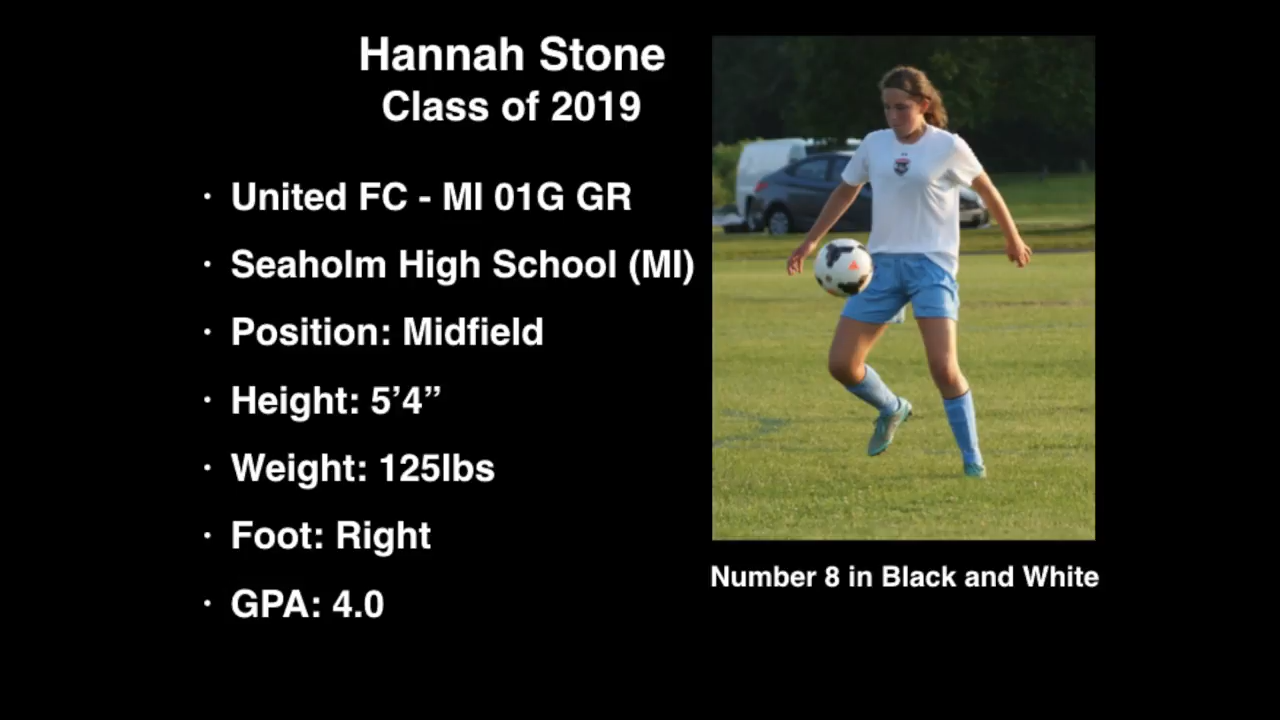 Hannah Stone
Class of 2019
· United FC - MI 01G GR
· Seaholm High School (MI)
· Position: Midfield
· Height: 5’4”
· Weight: 125lbs
· Foot: Right
· GPA: 4.0
Number 8 in Black and White